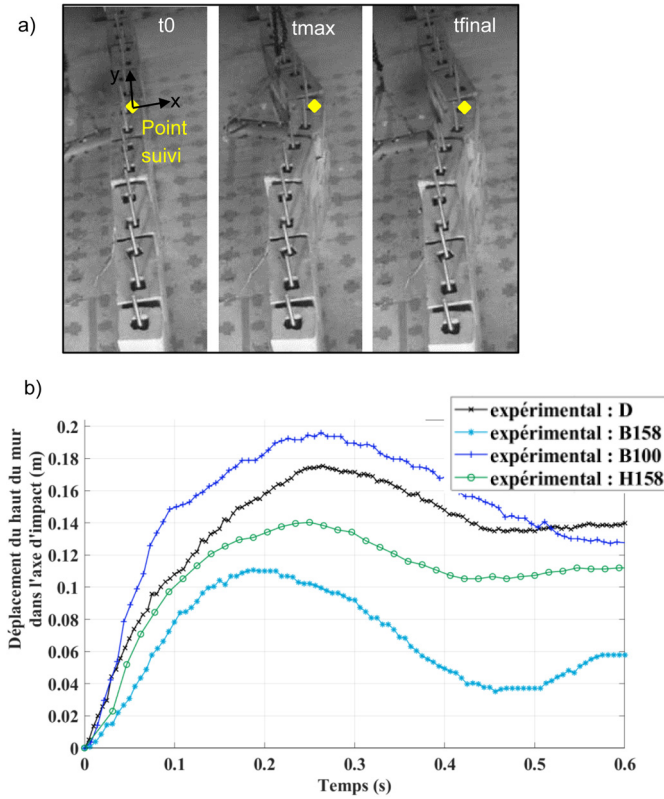 a)
t0
tmax
tfinal
y
x
Point
suivi
b)
expérimental : D
expérimental : B158
expérimental : B100
expérimental : H158
Déplacement du haut du mur
dans l'axe d'impact (m)
0.2
0.18
0.16
0.14
0.12
0.1
0.08
0.06
0.04
0.02
0
0
0.1
0.2
0.3
0.4
0.5
0.6
Temps (s)